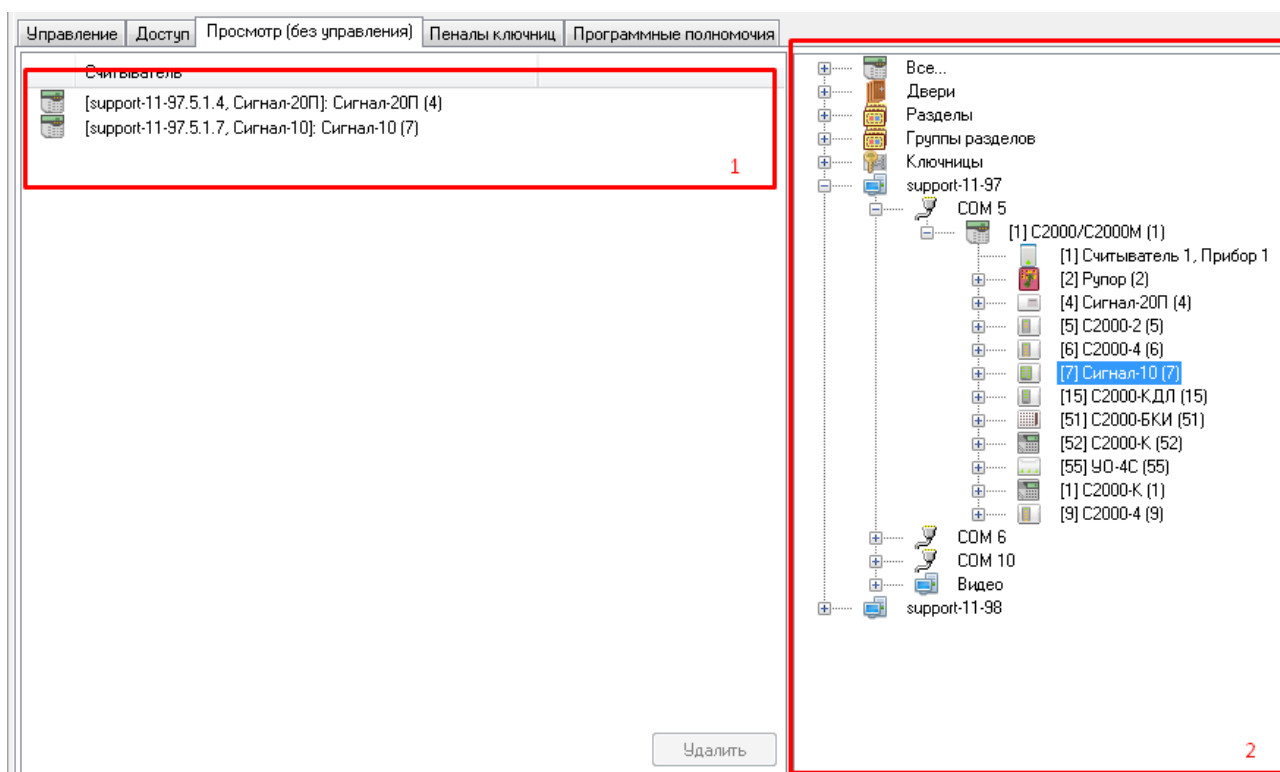 Управление Доступ Просмотр (без управления) Пеналы ключниц Программные полномочия
Считыватель
[support-11-97.5.1.4, Сигнал-20П]: Сигнал-20П (4)
[support-11-97.5.1.7, Сигнал-10]: Сигнал-10 (7)
1
Удалить
Все...
Двери
Разделы
Группы разделов
Ключницы
support-11-97
COM 5
[1] С2000/С2000М (1)
[1] Считыватель 1, Прибор 1
[2] Рупор (2)
[4] Сигнал-20П (4)
[5] С2000-2 (5)
[6] С2000-4 (6)
[7] Сигнал-10 (7)
[15] С2000-КДЛ (15)
[51] С2000-БКИ (51)
[52] С2000-К (52)
[55] УО-4С (55)
[1] С2000-К (1)
[9] С2000-4 (9)
COM 6
COM 10
Видео
support-11-98
2